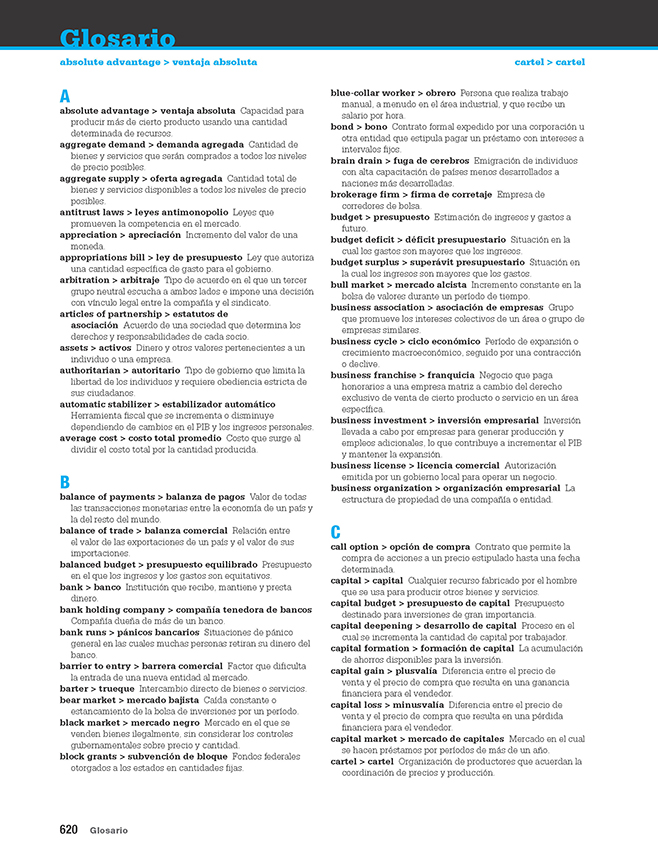 Glosario
absolute advantage > ventaja absoluta
cartel > cartel
A
absolute advantage > ventaja absoluta Capacidad para
producir más de cierto producto usando una cantidad
determinada de recursos.
aggregate demand > demanda agregada Cantidad de
bienes y servicios que serán comprados a todos los niveles
de precio posibles.
aggregate supply > oferta agregada Cantidad total de
bienes y servicios disponibles a todos los niveles de precio
posibles.
antitrust laws > leyes antimonopolio Leyes que
promueven la competencia en el mercado.
appreciation > apreciación Incremento del valor de una
moneda.
appropriations bill > ley de presupuesto Ley que autoriza
una cantidad específica de gasto para el gobierno.
arbitration > arbitraje Tipo de acuerdo en el que un tercer
grupo neutral escucha a ambos lados e impone una decisión
con vínculo legal entre la compañía y el sindicato.
articles of partnership > estatutos de
asociación Acuerdo de una sociedad que determina los
derechos y responsabilidades de cada socio.
assets > activos Dinero y otros valores pertenecientes a un
individuo o una empresa.
authoritarian > autoritario Tipo de gobierno que limita la
libertad de los individuos y requiere obediencia estricta de
sus ciudadanos.
automatic stabilizer > estabilizador automático
Herramienta fiscal que se incrementa o disminuye
dependiendo de cambios en el PIB y los ingresos personales.
average cost > costo total promedio Costo que surge al
dividir el costo total por la cantidad producida.
B
balance of payments > balanza de pagos Valor de todas
las transacciones monetarias entre la economía de un país y
la del resto del mundo.
balance of trade > balanza comercial Relación entre
el valor de las exportaciones de un país y el valor de sus
importaciones.
balanced budget > presupuesto equilibrado Presupuesto
en el que los ingresos y los gastos son equitativos.
bank > banco Institución que recibe, mantiene y presta
dinero.
bank holding company > compañía tenedora de bancos
Compañía dueña de más de un banco.
bank runs > pánicos bancarios Situaciones de pánico
general en las cuales muchas personas retiran su dinero del
banco.
barrier to entry > barrera comercial Factor que dificulta
la entrada de una nueva entidad al mercado.
barter > trueque Intercambio directo de bienes o servicios.
bear market > mercado bajista Caída constante o
estancamiento de la bolsa de inversiones por un período.
black market > mercado negro Mercado en el que se
venden bienes ilegalmente, sin considerar los controles
gubernamentales sobre precio y cantidad.
block grants > subvención de bloque Fondos federales
otorgados a los estados en cantidades fijas.
blue-collar worker > obrero Persona que realiza trabajo
manual, a menudo en el área industrial, y que recibe un
salario por hora.
bond > bono Contrato formal expedido por una corporación u
otra entidad que estipula pagar un préstamo con intereses a
intervalos fijos.
brain drain > fuga de cerebros Emigración de individuos
con alta capacitación de países menos desarrollados a
naciones más desarrolladas.
brokerage firm > firma de corretaje Empresa de
corredores de bolsa.
budget > presupuesto Estimación de ingresos y gastos a
futuro.
budget deficit > déficit presupuestario Situación en la
cual los gastos son mayores que los ingresos.
budget surplus > superávit presupuestario Situación en
la cual los ingresos son mayores que los gastos.
bull market > mercado alcista Incremento constante en la
bolsa de valores durante un período de tiempo.
business association > asociación de empresas Grupo
que promueve los intereses colectivos de un área o grupo de
empresas similares.
business cycle > ciclo económico Período de expansión o
crecimiento macroeconómico, seguido por una contracción
o declive.
business franchise > franquicia Negocio que paga
honorarios a una empresa matriz a cambio del derecho
exclusivo de venta de cierto producto o servicio en un área
específica.
business investment > inversión empresarial Inversión
llevada a cabo por empresas para generar producción y
empleos adicionales, lo que contribuye a incrementar el PIB
y mantener la expansión.
business license > licencia comercial Autorización
emitida por un gobierno local para operar un negocio.
business organization > organización empresarial La
estructura de propiedad de una compañía o entidad.
C
call option > opción de compra Contrato que permite la
compra de acciones a un precio estipulado hasta una fecha
determinada.
capital > capital Cualquier recurso fabricado por el hombre
que se usa para producir otros bienes y servicios.
capital budget > presupuesto de capital Presupuesto
destinado para inversiones de gran importancia.
capital deepening > desarrollo de capital Proceso en el
cual se incrementa la cantidad de capital por trabajador.
capital formation > formación de capital La acumulación
de ahorros disponibles para la inversión.
capital gain > plusvalía Diferencia entre el precio de
venta y el precio de compra que resulta en una ganancia
financiera para el vendedor.
capital loss > minusvalía Diferencia entre el precio de
venta y el precio de compra que resulta en una pérdida
financiera para el vendedor.
capital market > mercado de capitales Mercado en el cual
se hacen préstamos por períodos de más de un año.
cartel > cartel Organización de productores que acuerdan la
coordinación de precios y producción.
620 Glosario